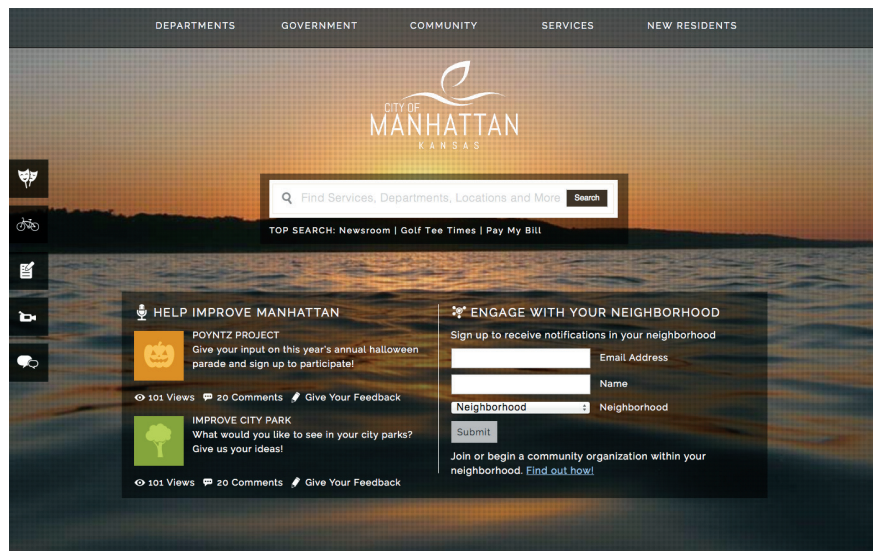 DEPARTMENTS GOVERNMENT COMMUNITY SERVICES NEW RESIDENTS
CITY OF
MANHATTAN
KANSAS
Find Services, Departments, Locations and More Search
TOP SEARCH: Newsroom | Golf Tee Times | Pay My Bill
HELP IMPROVE MANHATTAN
POYNTZ PROJECT
Give your input on this year's annual halloween
parade and sign up to participate!
101 Views 20 Comments Give Your Feedback
IMPROVE CITY PARK
What would you like to see in your city parks?
Give us your ideas!
101 Views 20 Comments Give Your Feedback
ENGAGE WITH YOUR NEIGHBORHOOD
Sign up to receive notifications in your neighborhood
Email Address
Name
Neighborhood Neighborhood
Submit
Join or begin a community organization within your
neighborhood. Find out how!